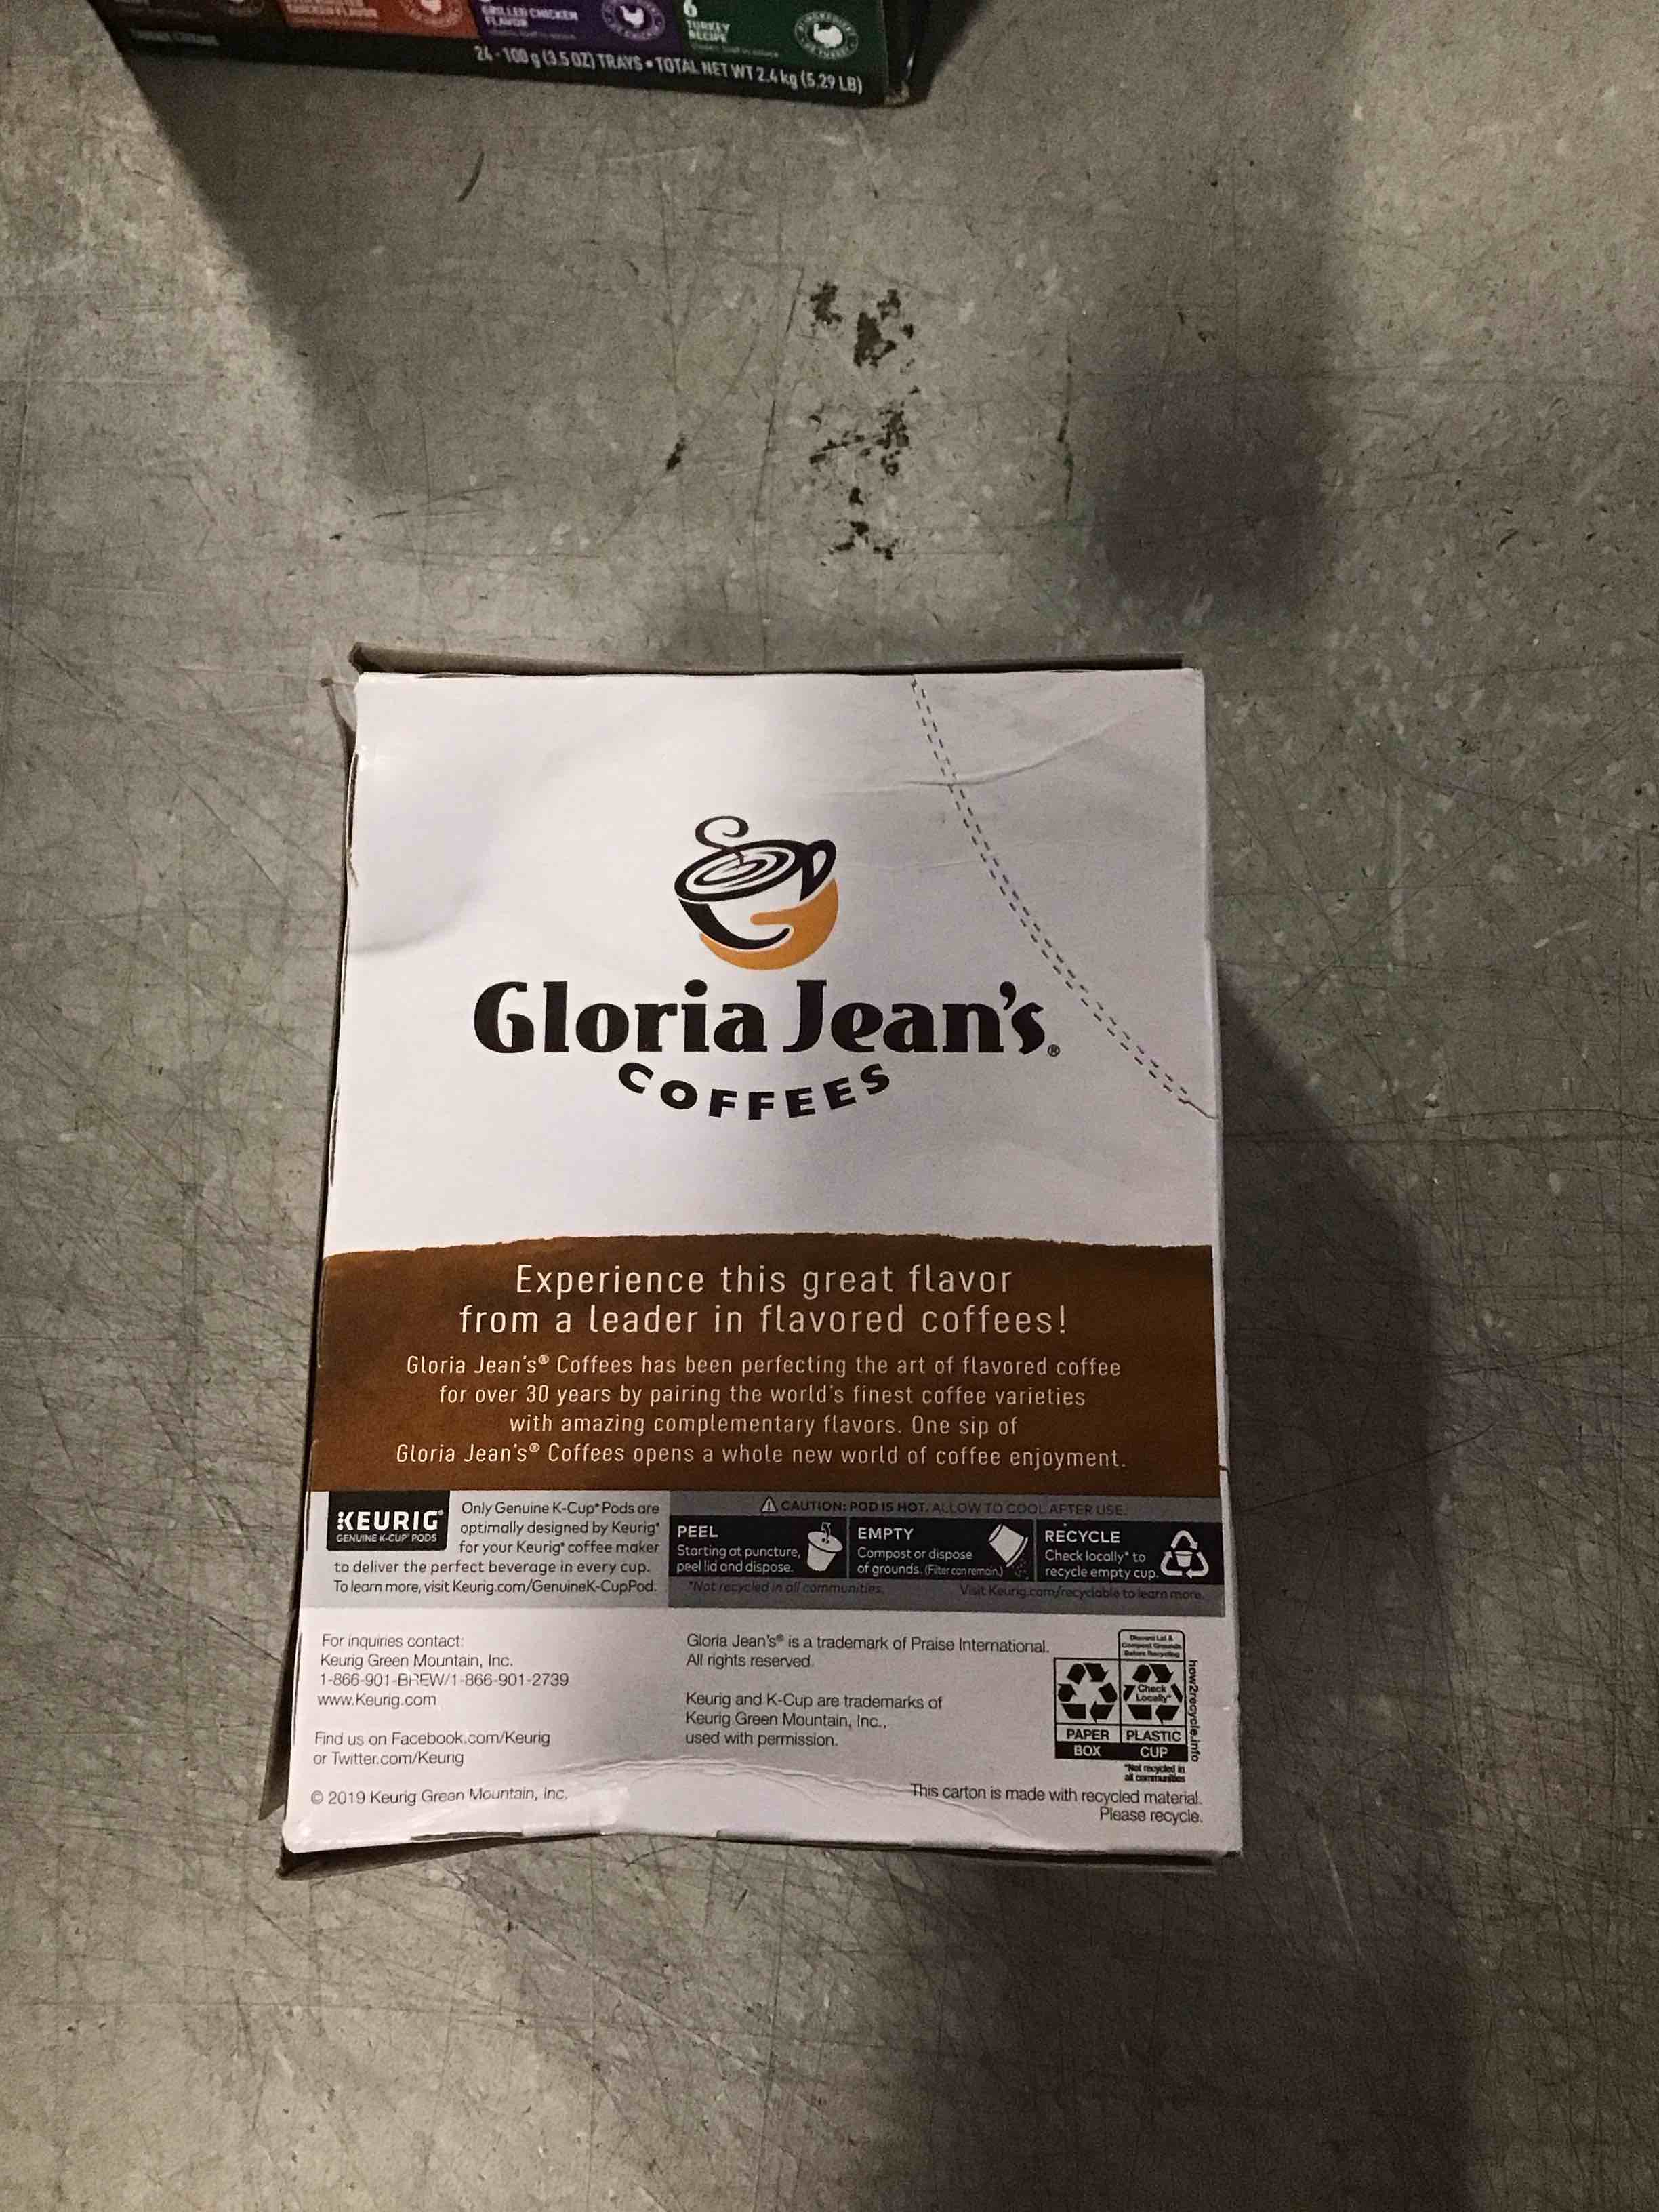 GRILLED CHICKEN
FLAVOR
6
TURKEY
RECIPE
24 - 100 g (3.5 OZ) TRAYS • TOTAL NET WT 2.4 kg (5.29 LB)
Gloria Jean's®
COFFEES
Experience this great flavor
from a leader in flavored coffees!
Gloria Jean's® Coffees has been perfecting the art of flavored coffee
for over 30 years by pairing the world's finest coffee varieties
with amazing complementary flavors. One sip of
Gloria Jean's® Coffees opens a whole new world of coffee enjoyment.
KEURIG®
GENUINE K-CUP® PODS
Only Genuine K-Cup® Pods are
optimally designed by Keurig®
for your Keurig® coffee maker
to deliver the perfect beverage in every cup.
To learn more, visit Keurig.com/GenuineK-CupPod.
CAUTION: POD IS HOT. ALLOW TO COOL AFTER USE.
PEEL
Starting at puncture,
peel lid and dispose.
EMPTY
Compost or dispose
of grounds. (Filter can remain.)
RECYCLE
Check locally* to
recycle empty cup.
*Not recycled in all communities.
Visit Keurig.com/recyclable to learn more.
For inquiries contact:
Keurig Green Mountain, Inc.
1-866-901-BREW/1-866-901-2739
www.Keurig.com
Find us on Facebook.com/Keurig
or Twitter.com/Keurig
© 2019 Keurig Green Mountain, Inc.
Gloria Jean's® is a trademark of Praise International.
All rights reserved.
Keurig and K-Cup are trademarks of
Keurig Green Mountain, Inc.,
used with permission.
Discard Lid &
Compost Grounds
Before Recycling
Check
Locally*
PAPER
BOX
PLASTIC
CUP
how2recycle.info
*Not recycled in
all communities
This carton is made with recycled material.
Please recycle.